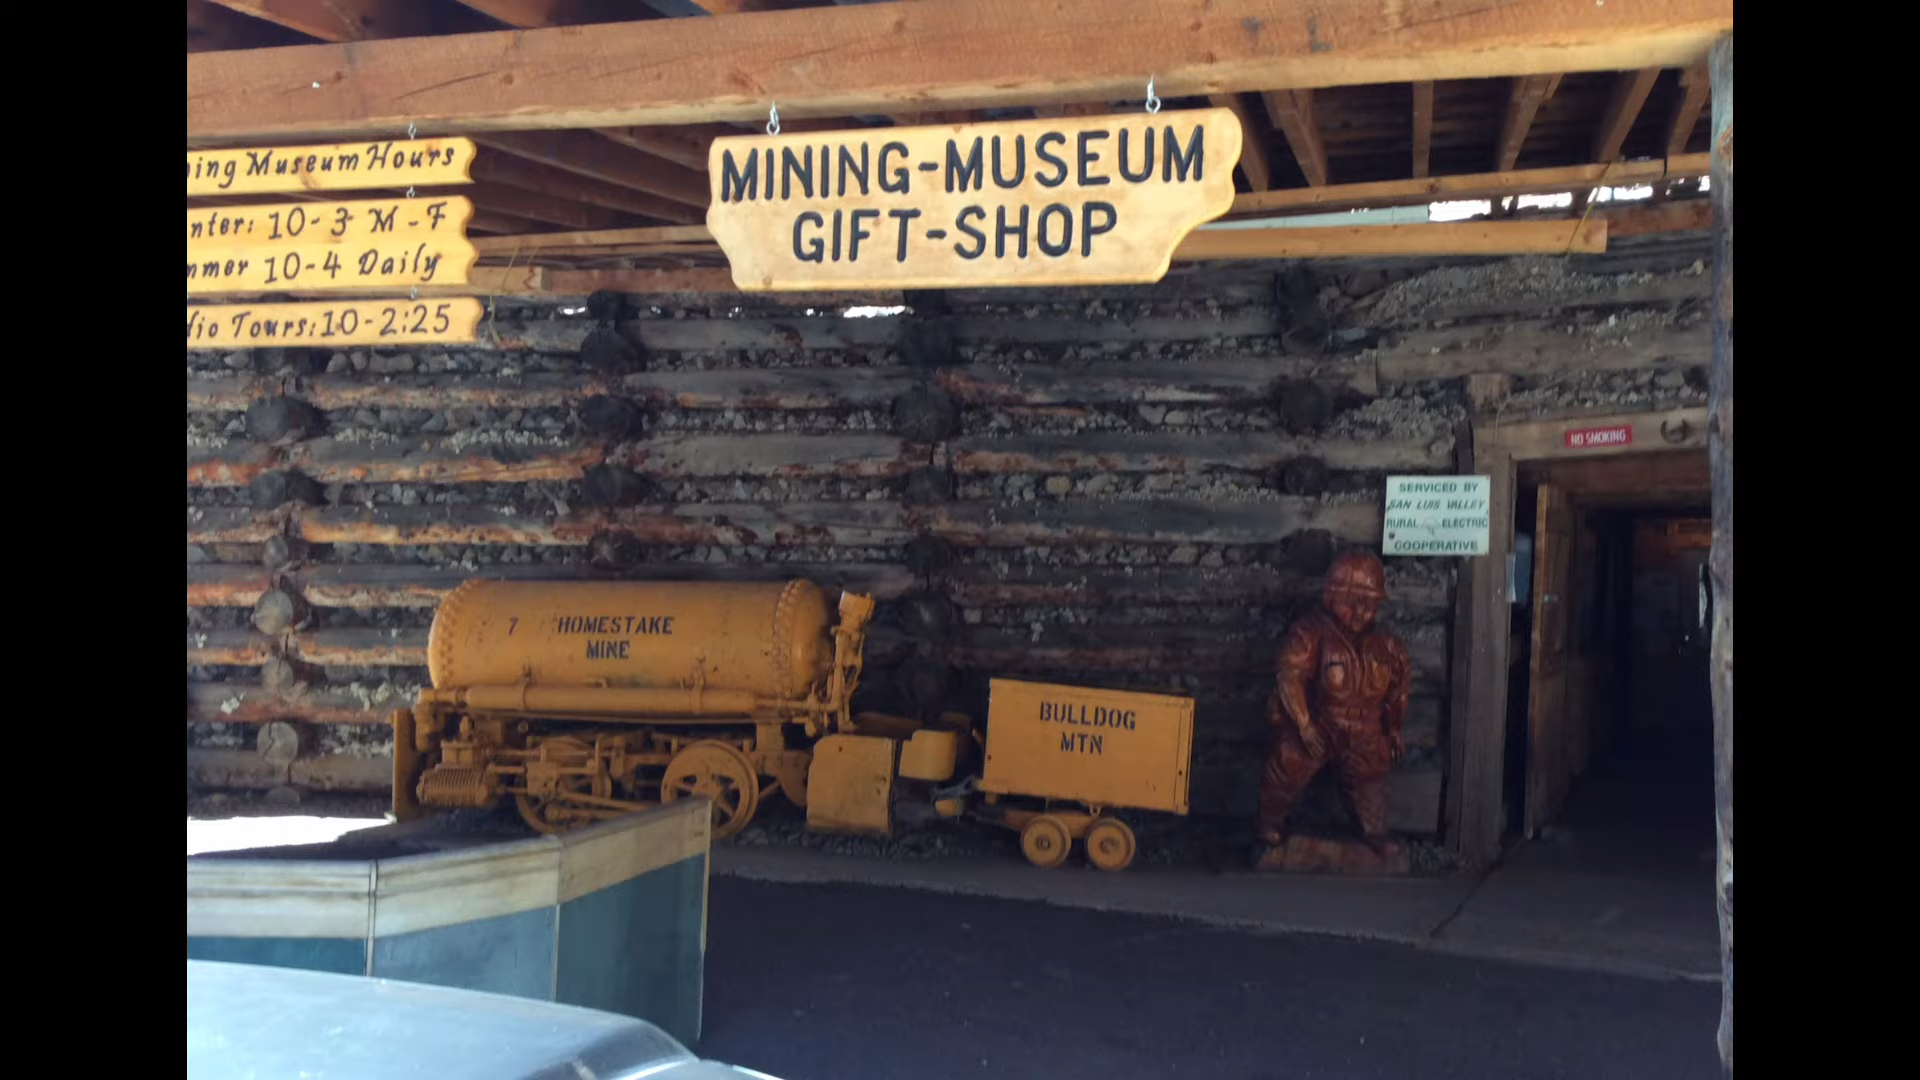 ing Museum Hours
nter: 10-3 M-F
mmer 10-4 Daily
dio Tours: 10-2:25
MINING-MUSEUM
GIFT-SHOP
NO SMOKING
SERVICED BY
SAN LUIS VALLEY
RURAL ELECTRIC
COOPERATIVE
7 HOMESTAKE
MINE
BULLDOG
MTN